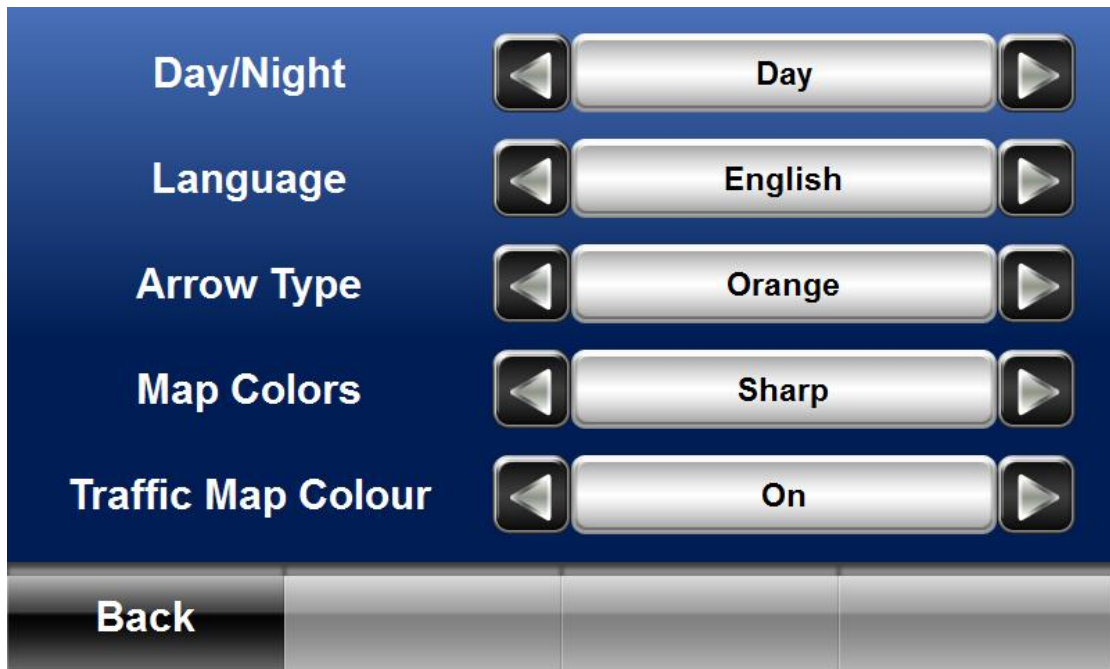 Day/Night Day
Language English
Arrow Type Orange
Map Colors Sharp
Traffic Map Colour On
Back